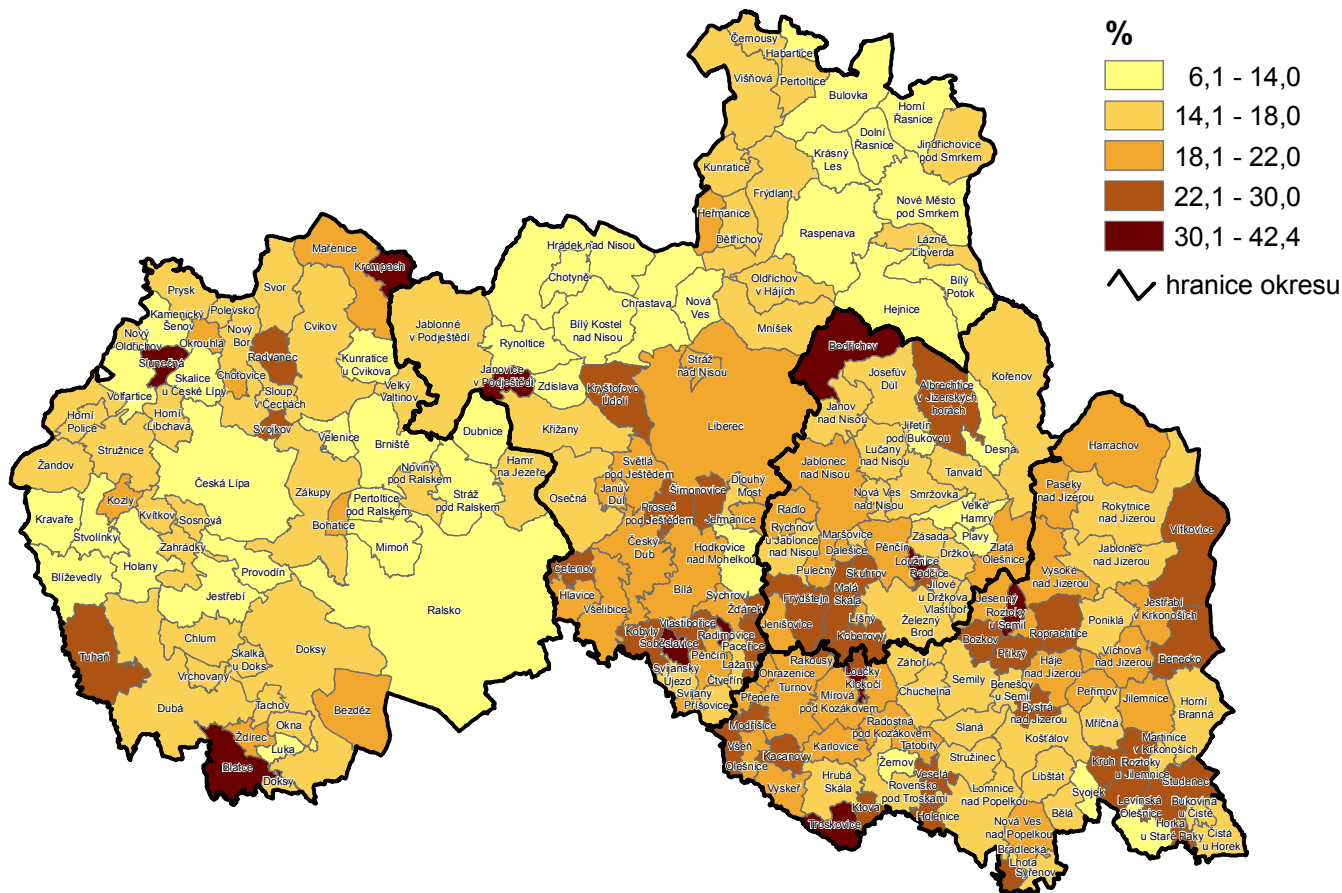 %
6,1 - 14,0
14,1 - 18,0
18,1 - 22,0
22,1 - 30,0
30,1 - 42,4
hranice okresu
Černousy
Habartice
Višňová
Pertoltice
Bulovka
Horní
Řasnice
Dolní
Řasnice
Krásný
Les
Jindřichovice
pod Smrkem
Kunratice
Frýdlant
Nové Město
pod Smrkem
Heřmanice
Dětřichov
Raspenava
Lázně
Libverda
Bílý
Potok
Hejnice
Oldřichov
v Hájích
Mníšek
Hrádek nad Nisou
Chotyně
Chrastava
Nová
Ves
Bílý Kostel
nad Nisou
Rynoltice
Jablonné
v Podještědí
Janovice
v Podještědí
Zdislava
Kryštofovo
Údolí
Stráž
nad Nisou
Liberec
Křižany
Mařenice
Krompach
Prysk
Svor
Kamenický
Šenov
Polevsko
Cvikov
Nový
Oldřichov
Okrouhlá
Nový
Bor
Radvanec
Slunečná
Skalice
u České Lípy
Chotovice
Sloup
v Čechách
Kunratice
u Cvikova
Velký
Valtinov
Volfartice
Horní
Libchava
Svojkov
Horní
Police
Velenice
Brniště
Dubnice
Stružnice
Žandov
Česká Lípa
Noviny
pod Ralskem
Hamr
na Jezeře
Kozly
Zákupy
Pertoltice
pod Ralskem
Stráž
pod Ralskem
Kravaře
Kvítkov
Sosnová
Bohatice
Stvolínky
Zahrádky
Mimoň
Holany
Blíževedly
Provodín
Jestřebí
Ralsko
Tuhaň
Chlum
Doksy
Skalka
u Doks
Vrchovany
Dubá
Tachov
Bezděz
Okna
Ždírec
Luka
Blatce
Doksy
Osečná
Světlá
pod Ještědem
Janův
Důl
Šimonovice
Dlouhý
Most
Proseč
pod Ještědem
Jeřmanice
Český
Dub
Hodkovice
nad Mohelkou
Cetenov
Hlavice
Všelibice
Bílá
Sychrov
Žďárek
Vlastibořice
Kobyly
Soběslavice
Radimovice
Paceřice
Pěnčín
Lažany
Svijanský
Újezd
Čtveřín
Svijany
Příšovice
Bedřichov
Josefův
Důl
Albrechtice
v Jizerských
horách
Kořenov
Janov
nad Nisou
Jiřetín
pod Bukovou
Desná
Lučany
nad Nisou
Jablonec
nad Nisou
Tanvald
Nová Ves
nad Nisou
Smržovka
Velké
Hamry
Rádlo
Plavy
Rychnov
u Jablonce
nad Nisou
Maršovice
Dalešice
Pěnčín
Zásada
Držkov
Zlatá
Olešnice
Loužnice
Radčice
Pulečný
Skuhrov
Jílové
u Držkova
Frýdštejn
Malá
Skála
Vlastiboř
Jenišovice
Líšný
Koberovy
Železný
Brod
Harrachov
Paseky
nad Jizerou
Rokytnice
nad Jizerou
Vítkovice
Jablonec
nad Jizerou
Vysoké
nad Jizerou
Jesenný
Roztoky
u Semil
Jestřabí
v Krkonoších
Roprachtice
Poniklá
Bozkov
Příkrý
Háje
nad Jizerou
Víchová
nad Jizerou
Benecko
Rakousy
Ohrazenice
Loučky
Klokočí
Záhoří
Turnov
Chuchelna
Semily
Benešov
u Semil
Peřimov
Jilemnice
Přepeře
Mírová
pod Kozákovem
Bystrá
nad Jizerou
Horní
Branná
Modřišice
Radostná
pod Kozákovem
Slaná
Mříčná
Všeň
Karlovice
Tatobity
Košťálov
Martinice
v Krkonoších
Olešnice
Kacanovy
Žernov
Stružinec
Kruh
Roztoky
u Jilemnice
Vyskeř
Hrubá
Skála
Veselá
Rovensko
pod Troskami
Libštát
Studenec
Lomnice
nad Popelkou
Svojek
Levínská
Olešnice
Bukovina
u Čisté
Ktová
Holenice
Bělá
Troskovice
Nová Ves
nad Popelkou
Horka
u Staré Paky
Čistá
u Horek
Bradlecká
Lhota
Syřenov